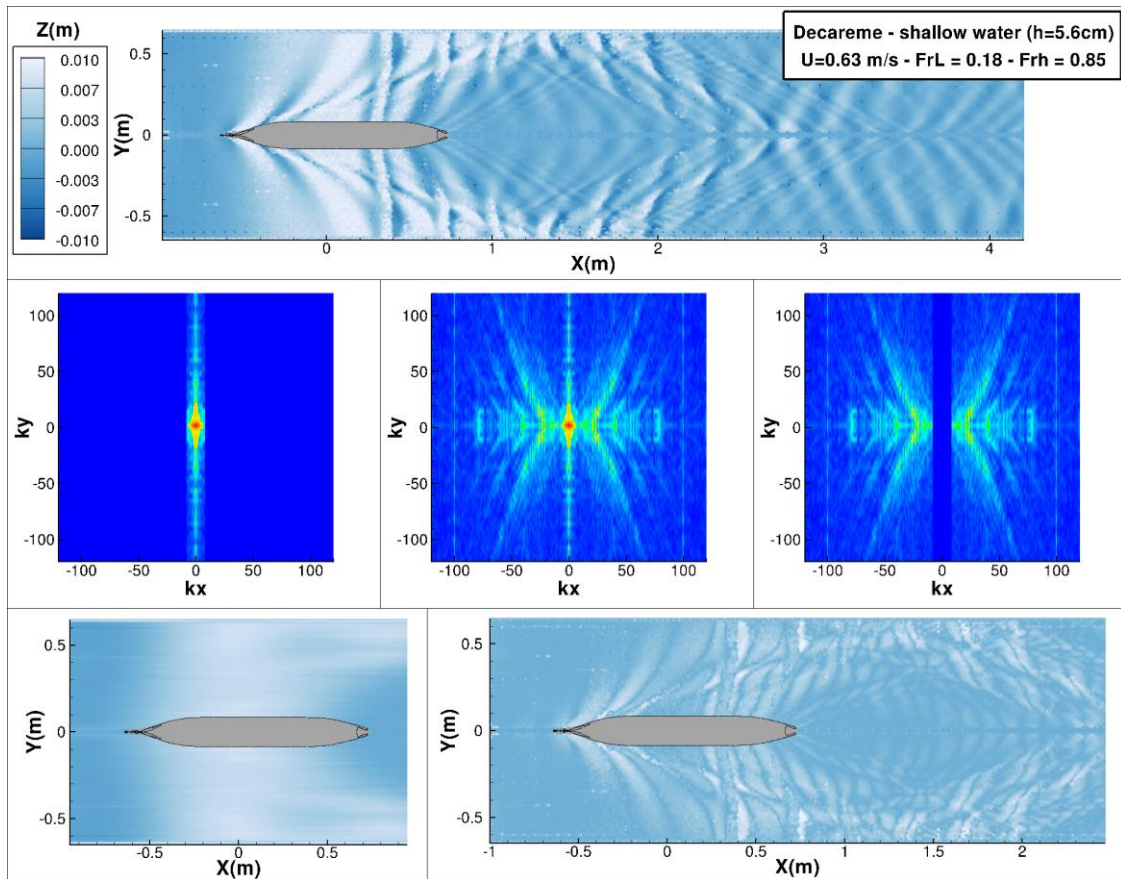 Z(m)
0.010
0.007
0.003
0.000
-0.003
-0.007
-0.010
Decareme - shallow water (h=5.6cm)
U=0.63 m/s - FrL = 0.18 - Frh = 0.85
Y(m)
0.5
0
-0.5
0 1 2 3 4
X(m)
ky
100
50
0
-50
-100
-100 -50 0 50 100
kx
ky
100
50
0
-50
-100
-100 -50 0 50 100
kx
ky
100
50
0
-50
-100
-100 -50 0 50 100
kx
Y(m)
0.5
0
-0.5
-0.5 0 0.5
X(m)
Y(m)
0.5
0
-0.5
-1 -0.5 0 0.5 1 1.5 2
X(m)